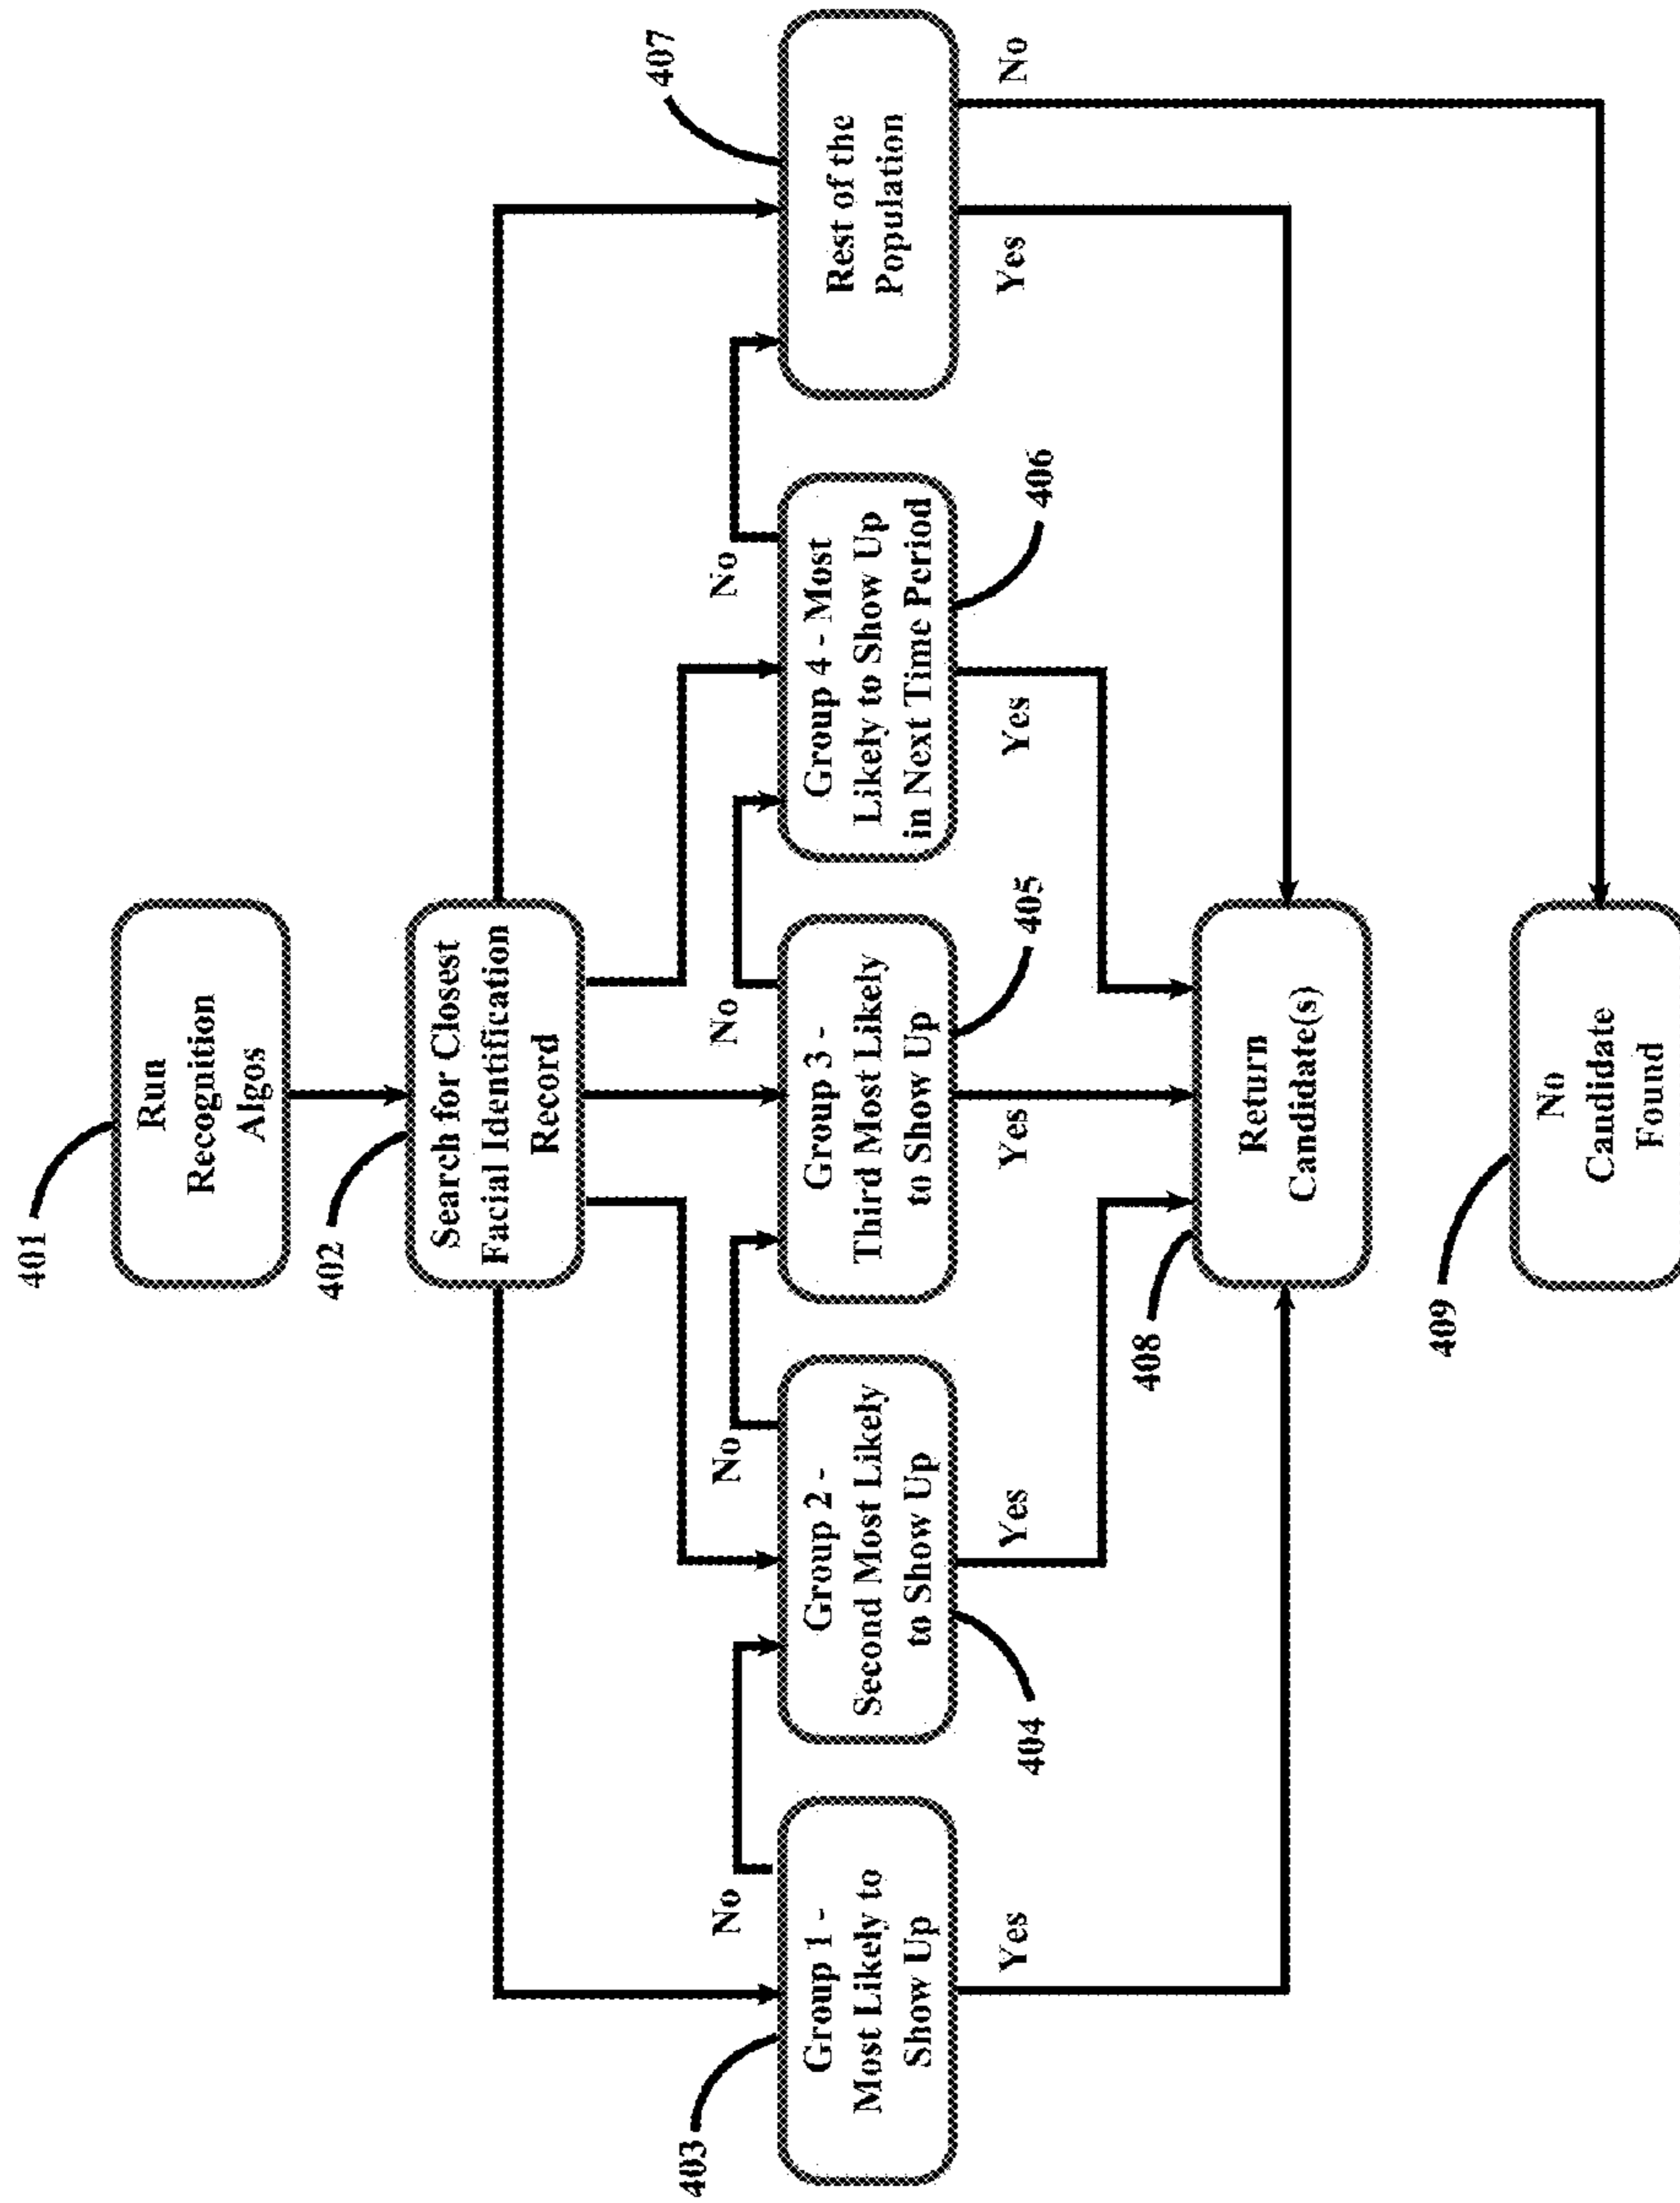 401
Run
Recognition
Algos
402
Search for Closest
Facial Identification
Record
403
Group 1 -
Most Likely to
Show Up
No
Yes
404
Group 2 -
Second Most Likely
to Show Up
No
Yes
405
Group 3 -
Third Most Likely
to Show Up
No
Yes
406
Group 4 - Most
Likely to Show Up
in Next Time Period
No
Yes
407
Rest of the
Population
Yes
No
408
Return
Candidate(s)
409
No
Candidate
Found